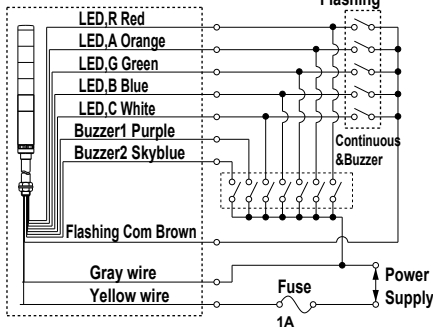 Flashing
LED,R Red
LED,A Orange
LED,G Green
LED,B Blue
LED,C White
Buzzer1 Purple
Buzzer2 Skyblue
Continuous
&Buzzer
Flashing Com Brown
Gray wire
Yellow wire
Fuse
1A
Power
Supply